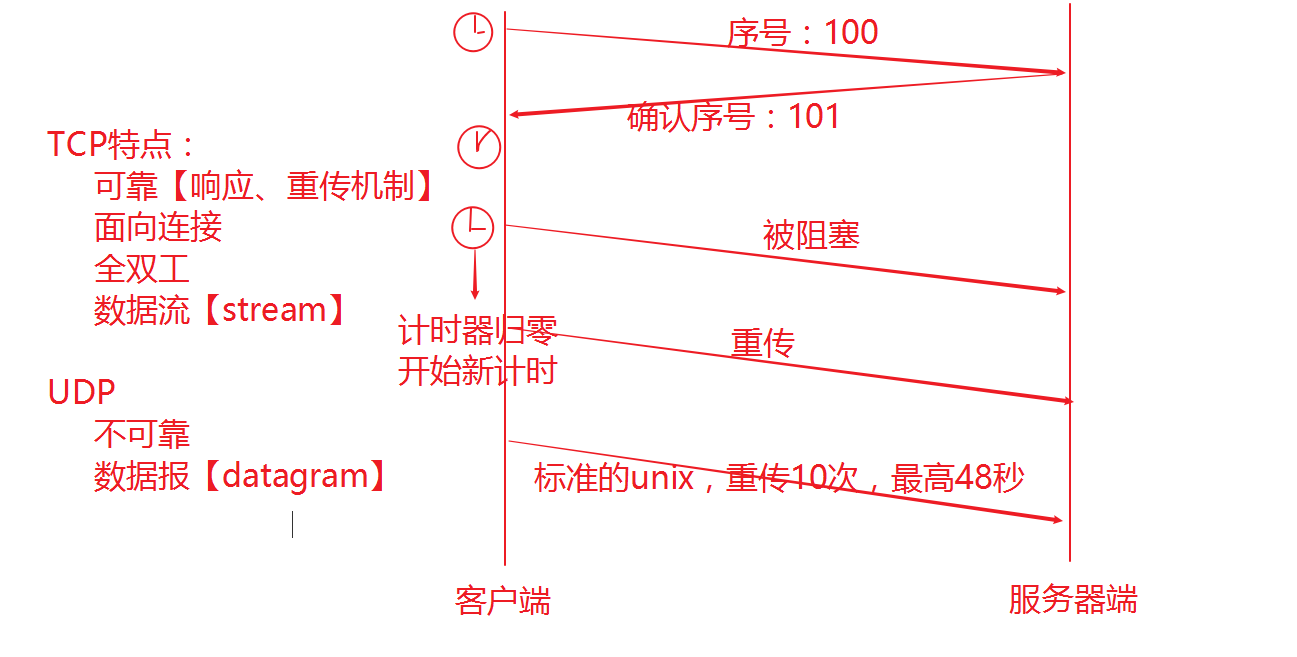 序号：100
确认序号：101
TCP特点：
可靠【响应、重传机制】
面向连接
全双工
数据流【stream】
被阻塞
计时器归零
开始新计时
重传
UDP
不可靠
数据报【datagram】
标准的unix，重传10次，最高48秒
客户端
服务器端